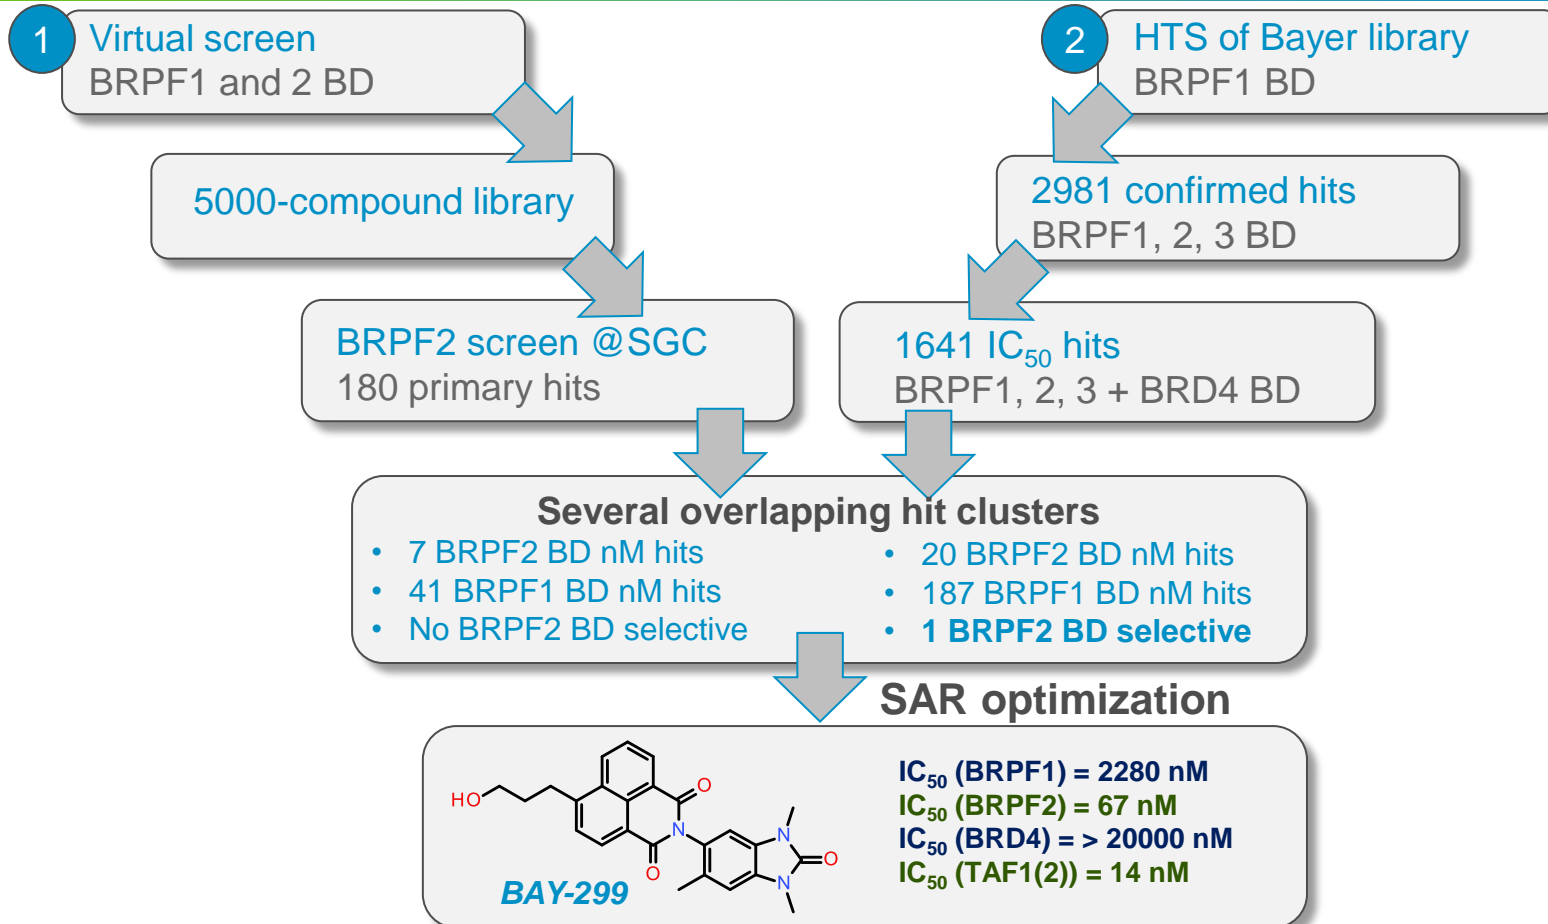 1
Virtual screen
BRPF1 and 2 BD
2
HTS of Bayer library
BRPF1 BD
5000-compound library
2981 confirmed hits
BRPF1, 2, 3 BD
BRPF2 screen @SGC
180 primary hits
1641 IC50 hits
BRPF1, 2, 3 + BRD4 BD
Several overlapping hit clusters
• 7 BRPF2 BD nM hits
• 41 BRPF1 BD nM hits
• No BRPF2 BD selective
• 20 BRPF2 BD nM hits
• 187 BRPF1 BD nM hits
• 1 BRPF2 BD selective
SAR optimization
HO
O
N
O
N
O
N
BAY-299
IC50 (BRPF1) = 2280 nM
IC50 (BRPF2) = 67 nM
IC50 (BRD4) = > 20000 nM
IC50 (TAF1(2)) = 14 nM